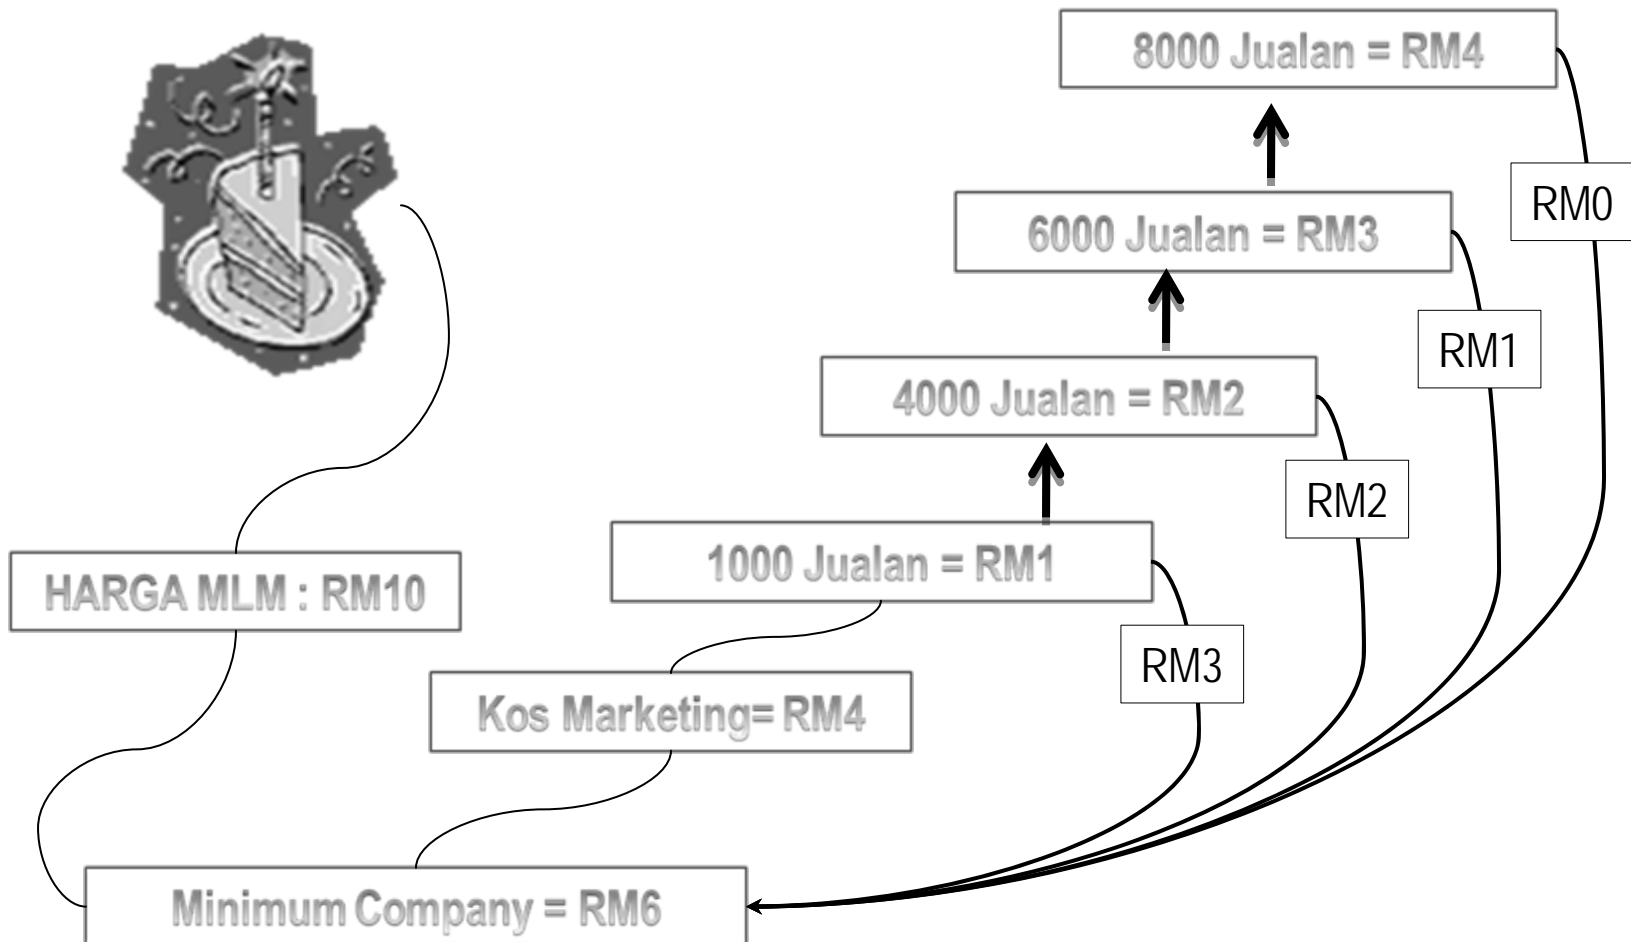 8000 Jualan = RM4
RM0
6000 Jualan = RM3
RM1
4000 Jualan = RM2
RM2
1000 Jualan = RM1
HARGA MLM : RM10
RM3
Kos Marketing= RM4
Minimum Company = RM6